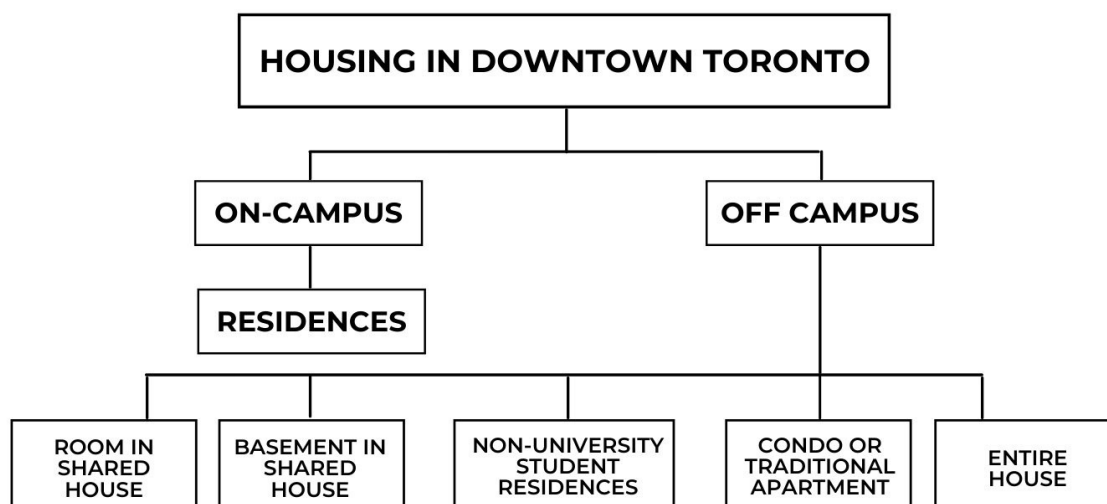 HOUSING IN DOWNTOWN TORONTO
ON-CAMPUS
OFF CAMPUS
RESIDENCES
ROOM IN
SHARED
HOUSE
BASEMENT IN
SHARED
HOUSE
NON-UNIVERSITY
STUDENT
RESIDENCES
CONDO OR
TRADITIONAL
APARTMENT
ENTIRE
HOUSE